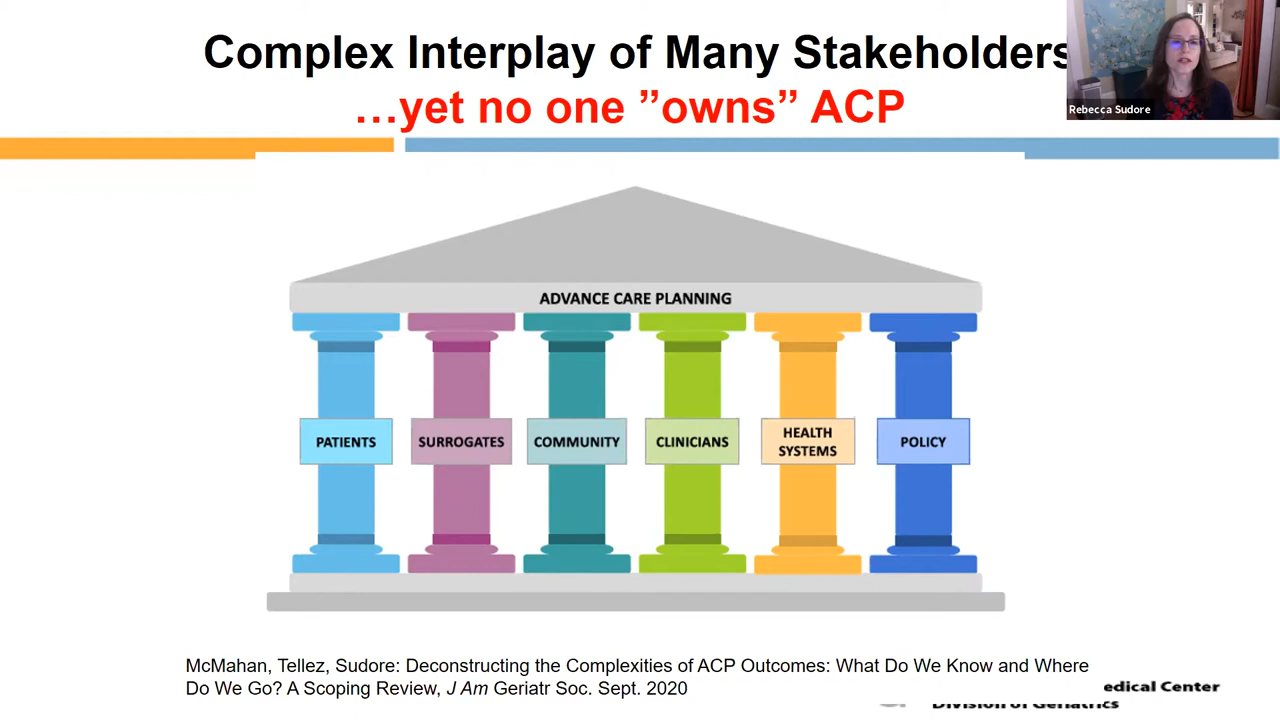 Complex Interplay of Many Stakeholders
…yet no one ”owns” ACP
Rebecca Sudore
ADVANCE CARE PLANNING
PATIENTS
SURROGATES
COMMUNITY
CLINICIANS
HEALTH
SYSTEMS
POLICY
McMahan, Tellez, Sudore: Deconstructing the Complexities of ACP Outcomes: What Do We Know and Where
Do We Go? A Scoping Review, J Am Geriatr Soc. Sept. 2020
edical Center
Division of Geriatrics